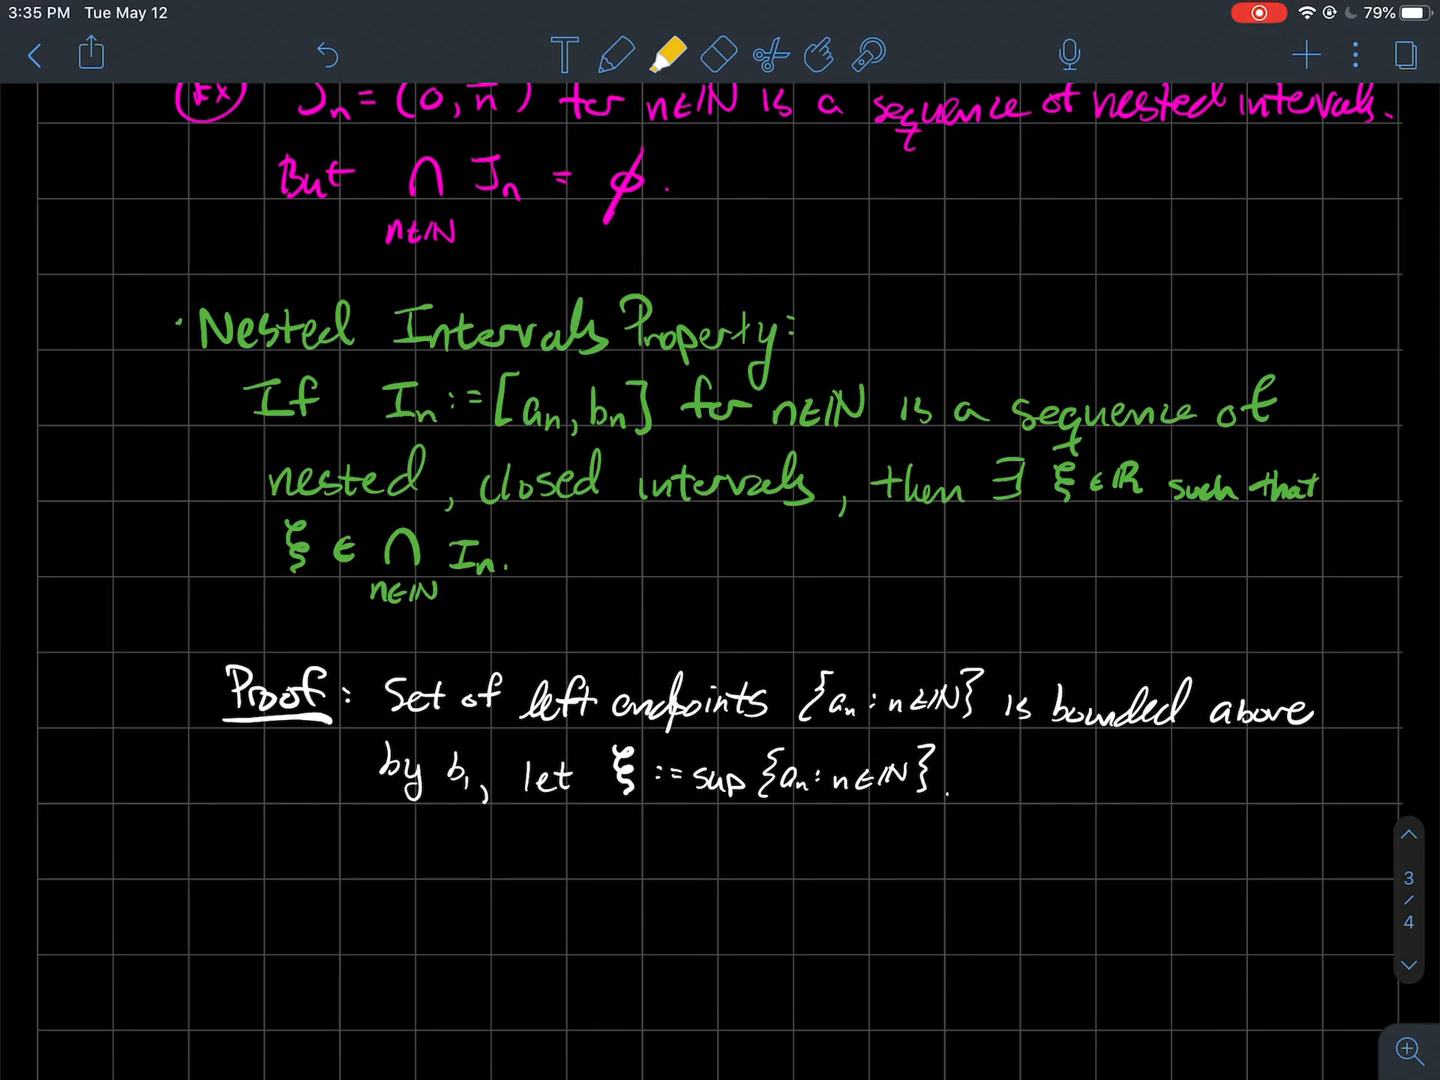 3:35 PM Tue May 12
79%
Ex Jn = (0, 1/n) for n∈ℕ is a sequence of nested intervals.
But ∩ Jn = ∅.
n∈ℕ
· Nested Intervals Property:
If In := [an, bn] for n∈ℕ is a sequence of
nested, closed intervals, then ∃ ξ∈ℝ such that
ξ ∈ ∩ In.
n∈ℕ
Proof: Set of left endpoints {an : n∈ℕ} is bounded above
by b1, let ξ := sup {an : n∈ℕ}.
3
/
4